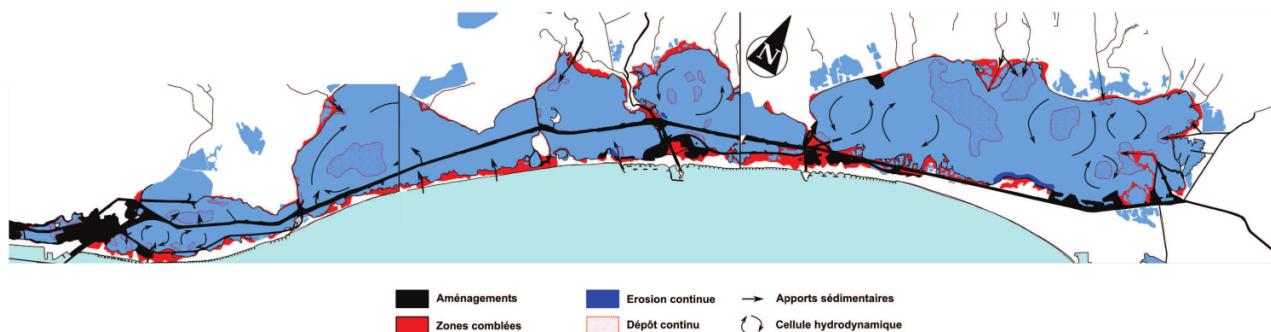 N
Aménagements
Erosion continue
Apports sédimentaires
Zones comblées
Dépôt continu
Cellule hydrodynamique